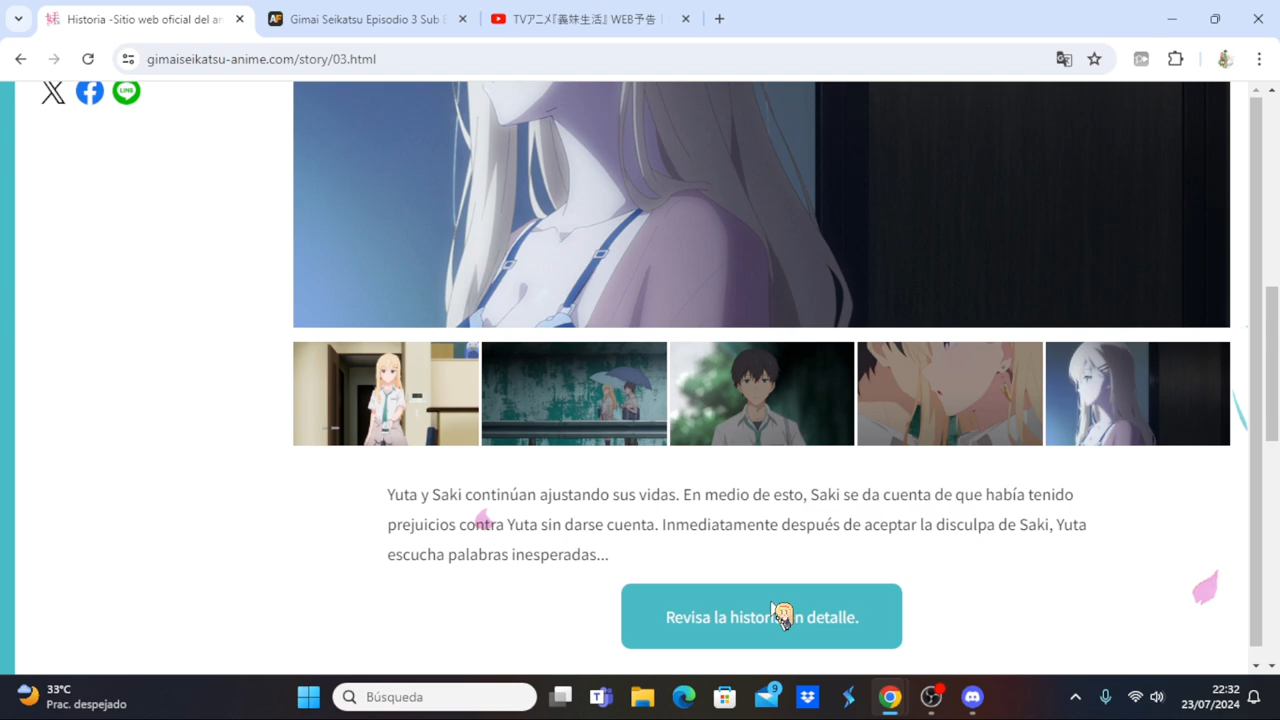 Historia -Sitio web oficial del an
Gimai Seikatsu Episodio 3 Sub E
TVアニメ『義妹生活』 WEB予告｜
gimaiseikatsu-anime.com/story/03.html
LINE
Yuta y Saki continúan ajustando sus vidas. En medio de esto, Saki se da cuenta de que había tenido
prejuicios contra Yuta sin darse cuenta. Inmediatamente después de aceptar la disculpa de Saki, Yuta
escucha palabras inesperadas...
Revisa la histori n detalle.
33°C
Prac. despejado
Búsqueda
9
22:32
23/07/2024